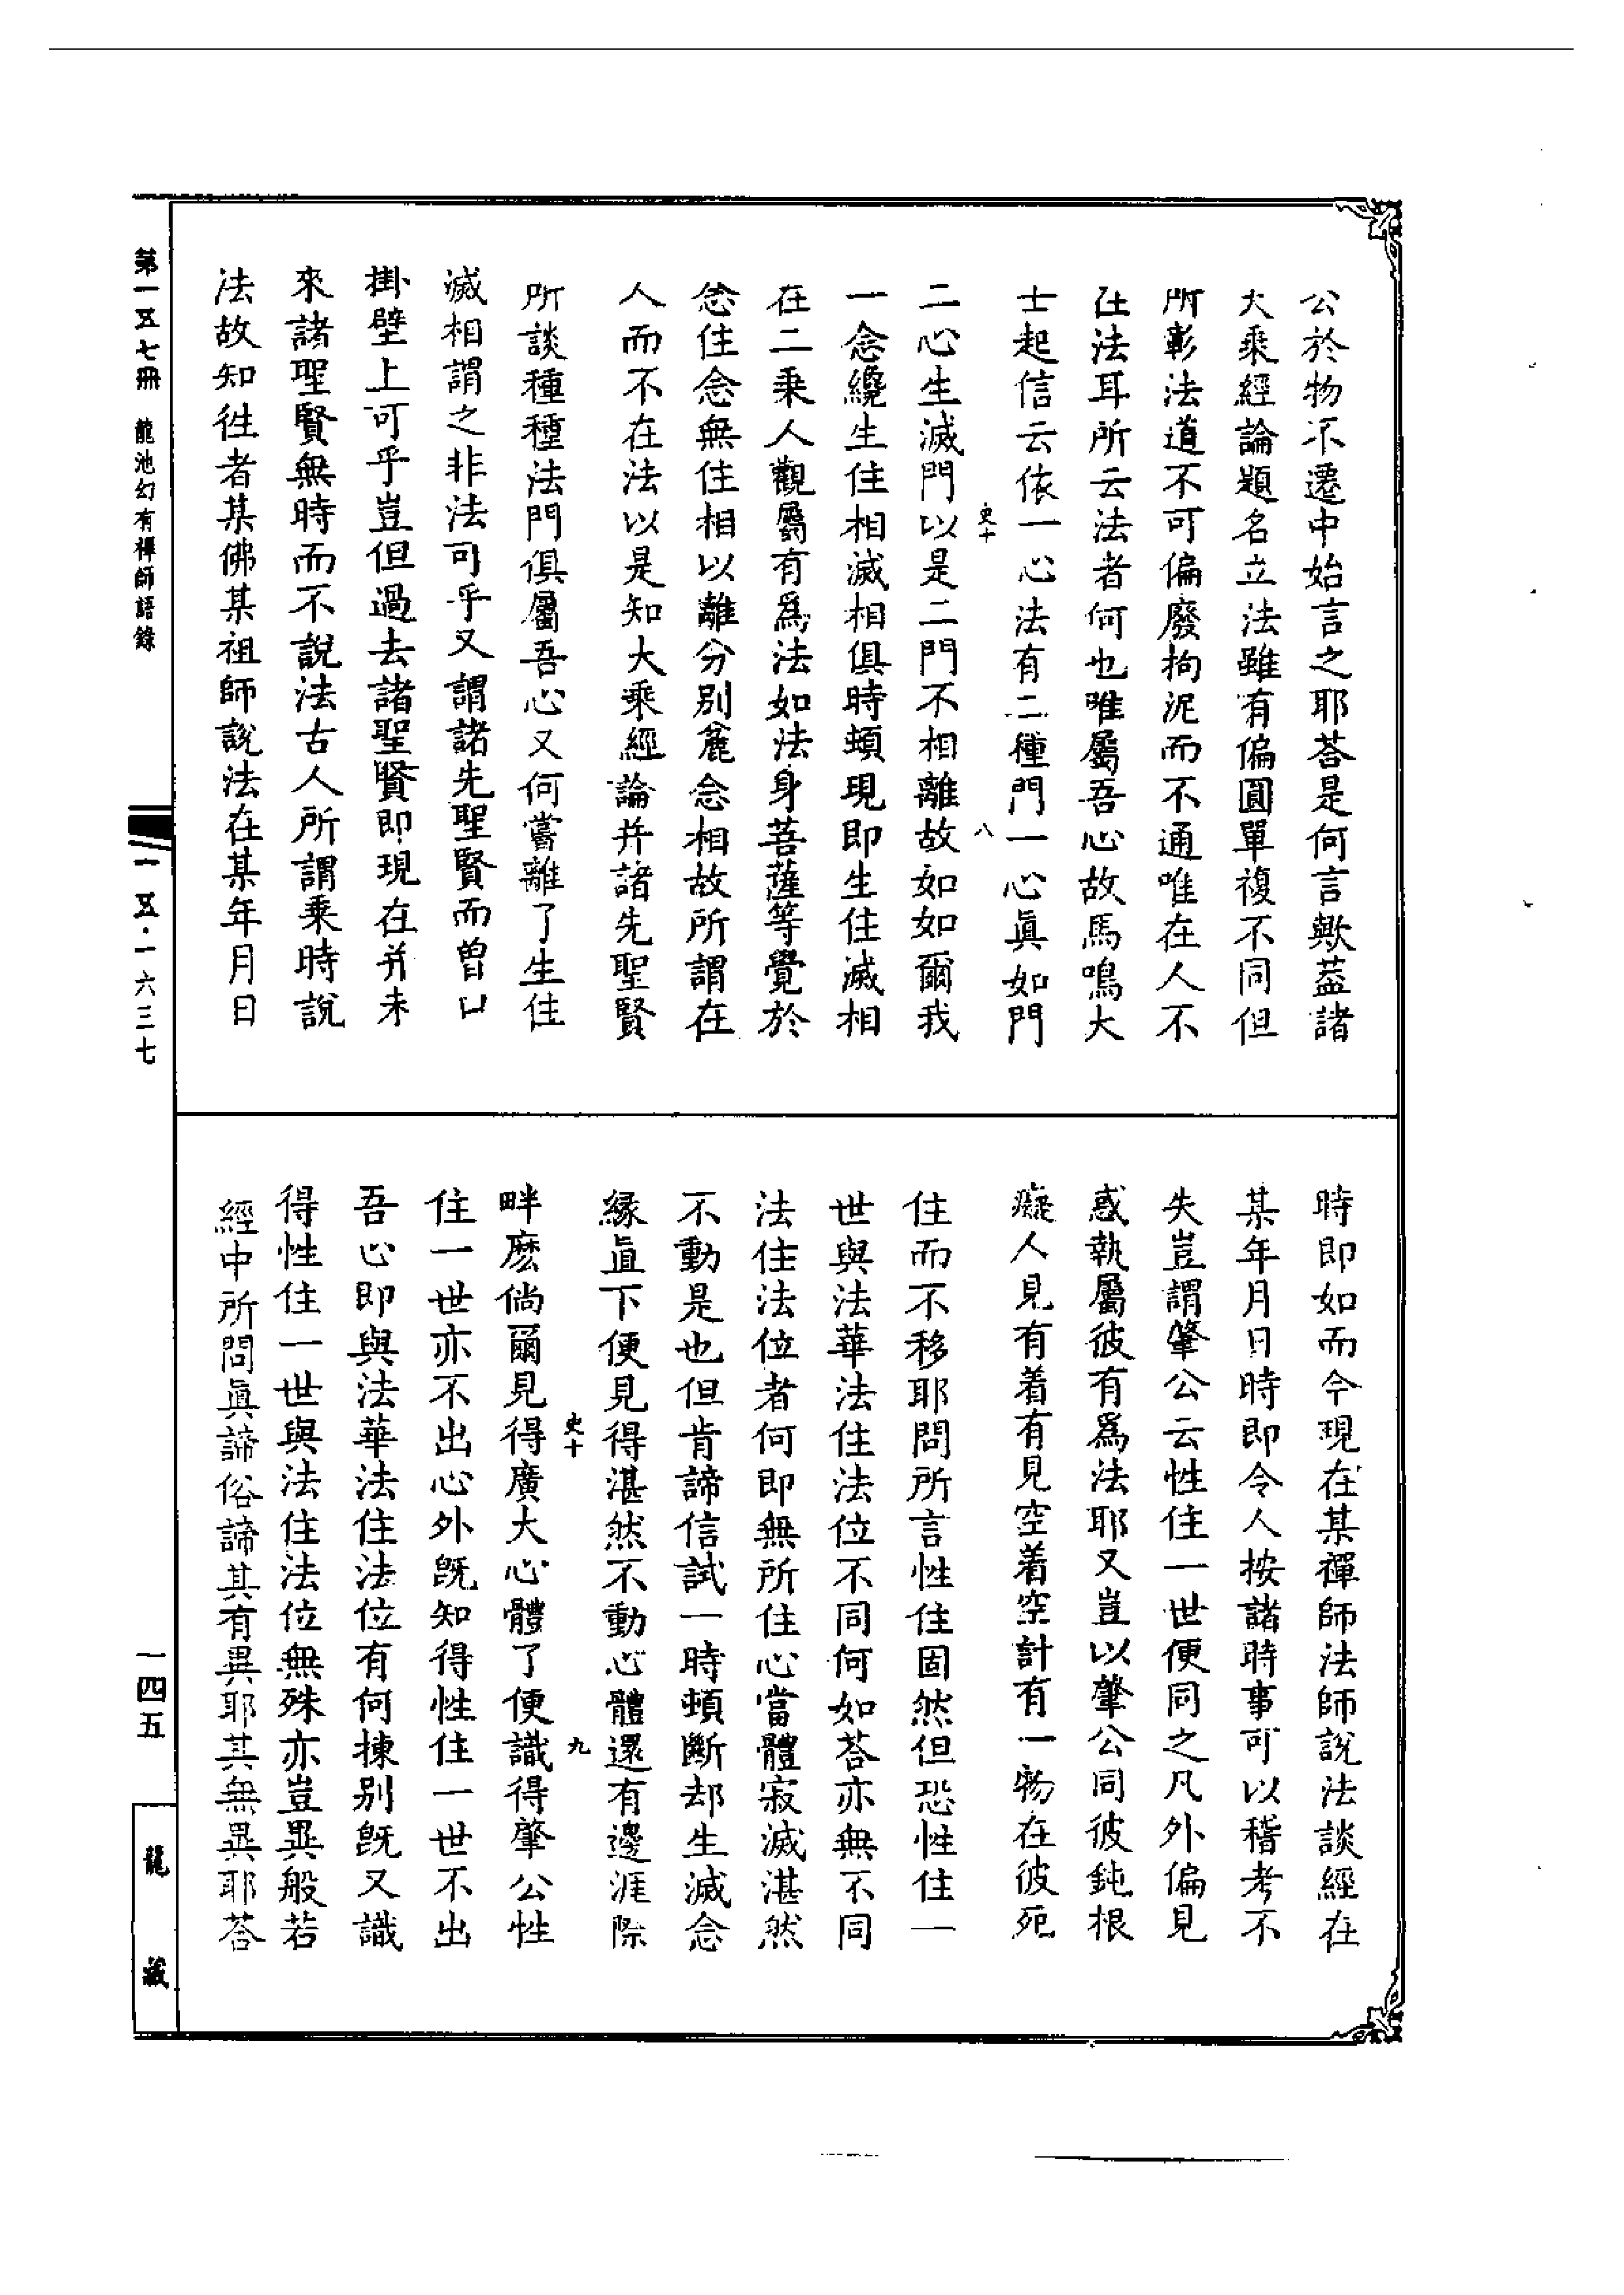 公於物不遷中始言之耶荅是何言歟葢諸
大乘經論題名立法雖有偏圓單複不同但
所彰法道不可偏廢拘泥而不通唯在人不
在法耳所云法者何也唯屬吾心故馬鳴大
士起信云依一心法有二種門一心眞如門
史十
八
二心生滅門以是二門不相離故如如爾我
一念纔生住相滅相俱時頓現即生住滅相
在二乘人觀屬有爲法如法身菩薩等覺於
念住念無住相以離分別麄念相故所謂在
人而不在法以是知大乘經論并諸先聖賢
所談種種法門俱屬吾心又何嘗離了生住
滅相謂之非法可乎又謂諸先聖賢而曾口
掛壁上可乎豈但過去諸聖賢即現在并未
來諸聖賢無時而不說法古人所謂乘時說
法故知徃者某佛某祖師說法在某年月日
時即如而今現在某禪師法師說法談經在
某年月日時即令人按諸時事可以稽考不
失豈謂肇公云性住一世便同之凡外偏見
惑執屬彼有爲法耶又豈以肇公同彼鈍根
癡人見有着有見空着空計有一物在彼死
住而不移耶問所言性住固然但恐性住一
世與法華法住法位不同何如荅亦無不同
法住法位者何即無所住心當體寂滅湛然
不動是也但肯諦信試一時頓斷却生滅念
緣直下便見得湛然不動心體還有邊涯際
史十
九
畔麽倘爾見得廣大心體了便識得肇公性
住一世亦不出心外旣知得性住一世不出
吾心即與法華法住法位有何揀别旣又識
得性住一世與法住法位無殊亦豈異般若
經中所問眞諦俗諦其有異耶其無異耶荅
第一五七冊 龍池幻有禪師語錄
一五·一六三七
一四五
龍藏